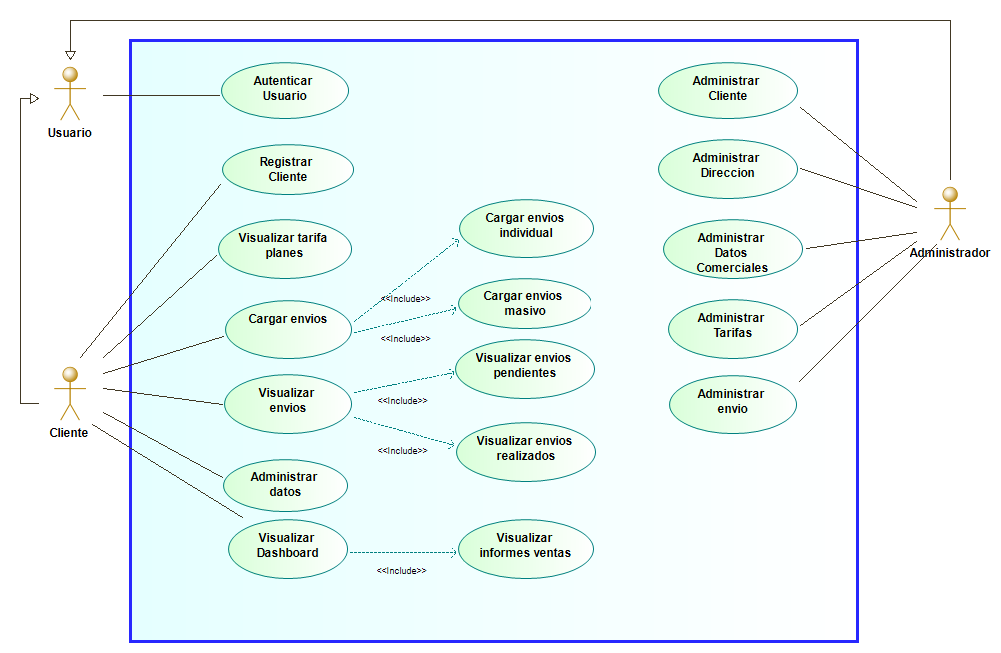 Usuario
Autenticar
Usuario
Registrar
Cliente
Visualizar tarifa
planes
Cargar envios
Visualizar
envios
Administrar
datos
Visualizar
Dashboard
Cliente
<<Include>>
<<Include>>
<<Include>>
<<Include>>
<<Include>>
Cargar envios
individual
Cargar envios
masivo
Visualizar envios
pendientes
Visualizar envios
realizados
Visualizar
informes ventas
Administrar
Cliente
Administrar
Direccion
Administrar
Datos
Comerciales
Administrar
Tarifas
Administrar
envio
Administrador